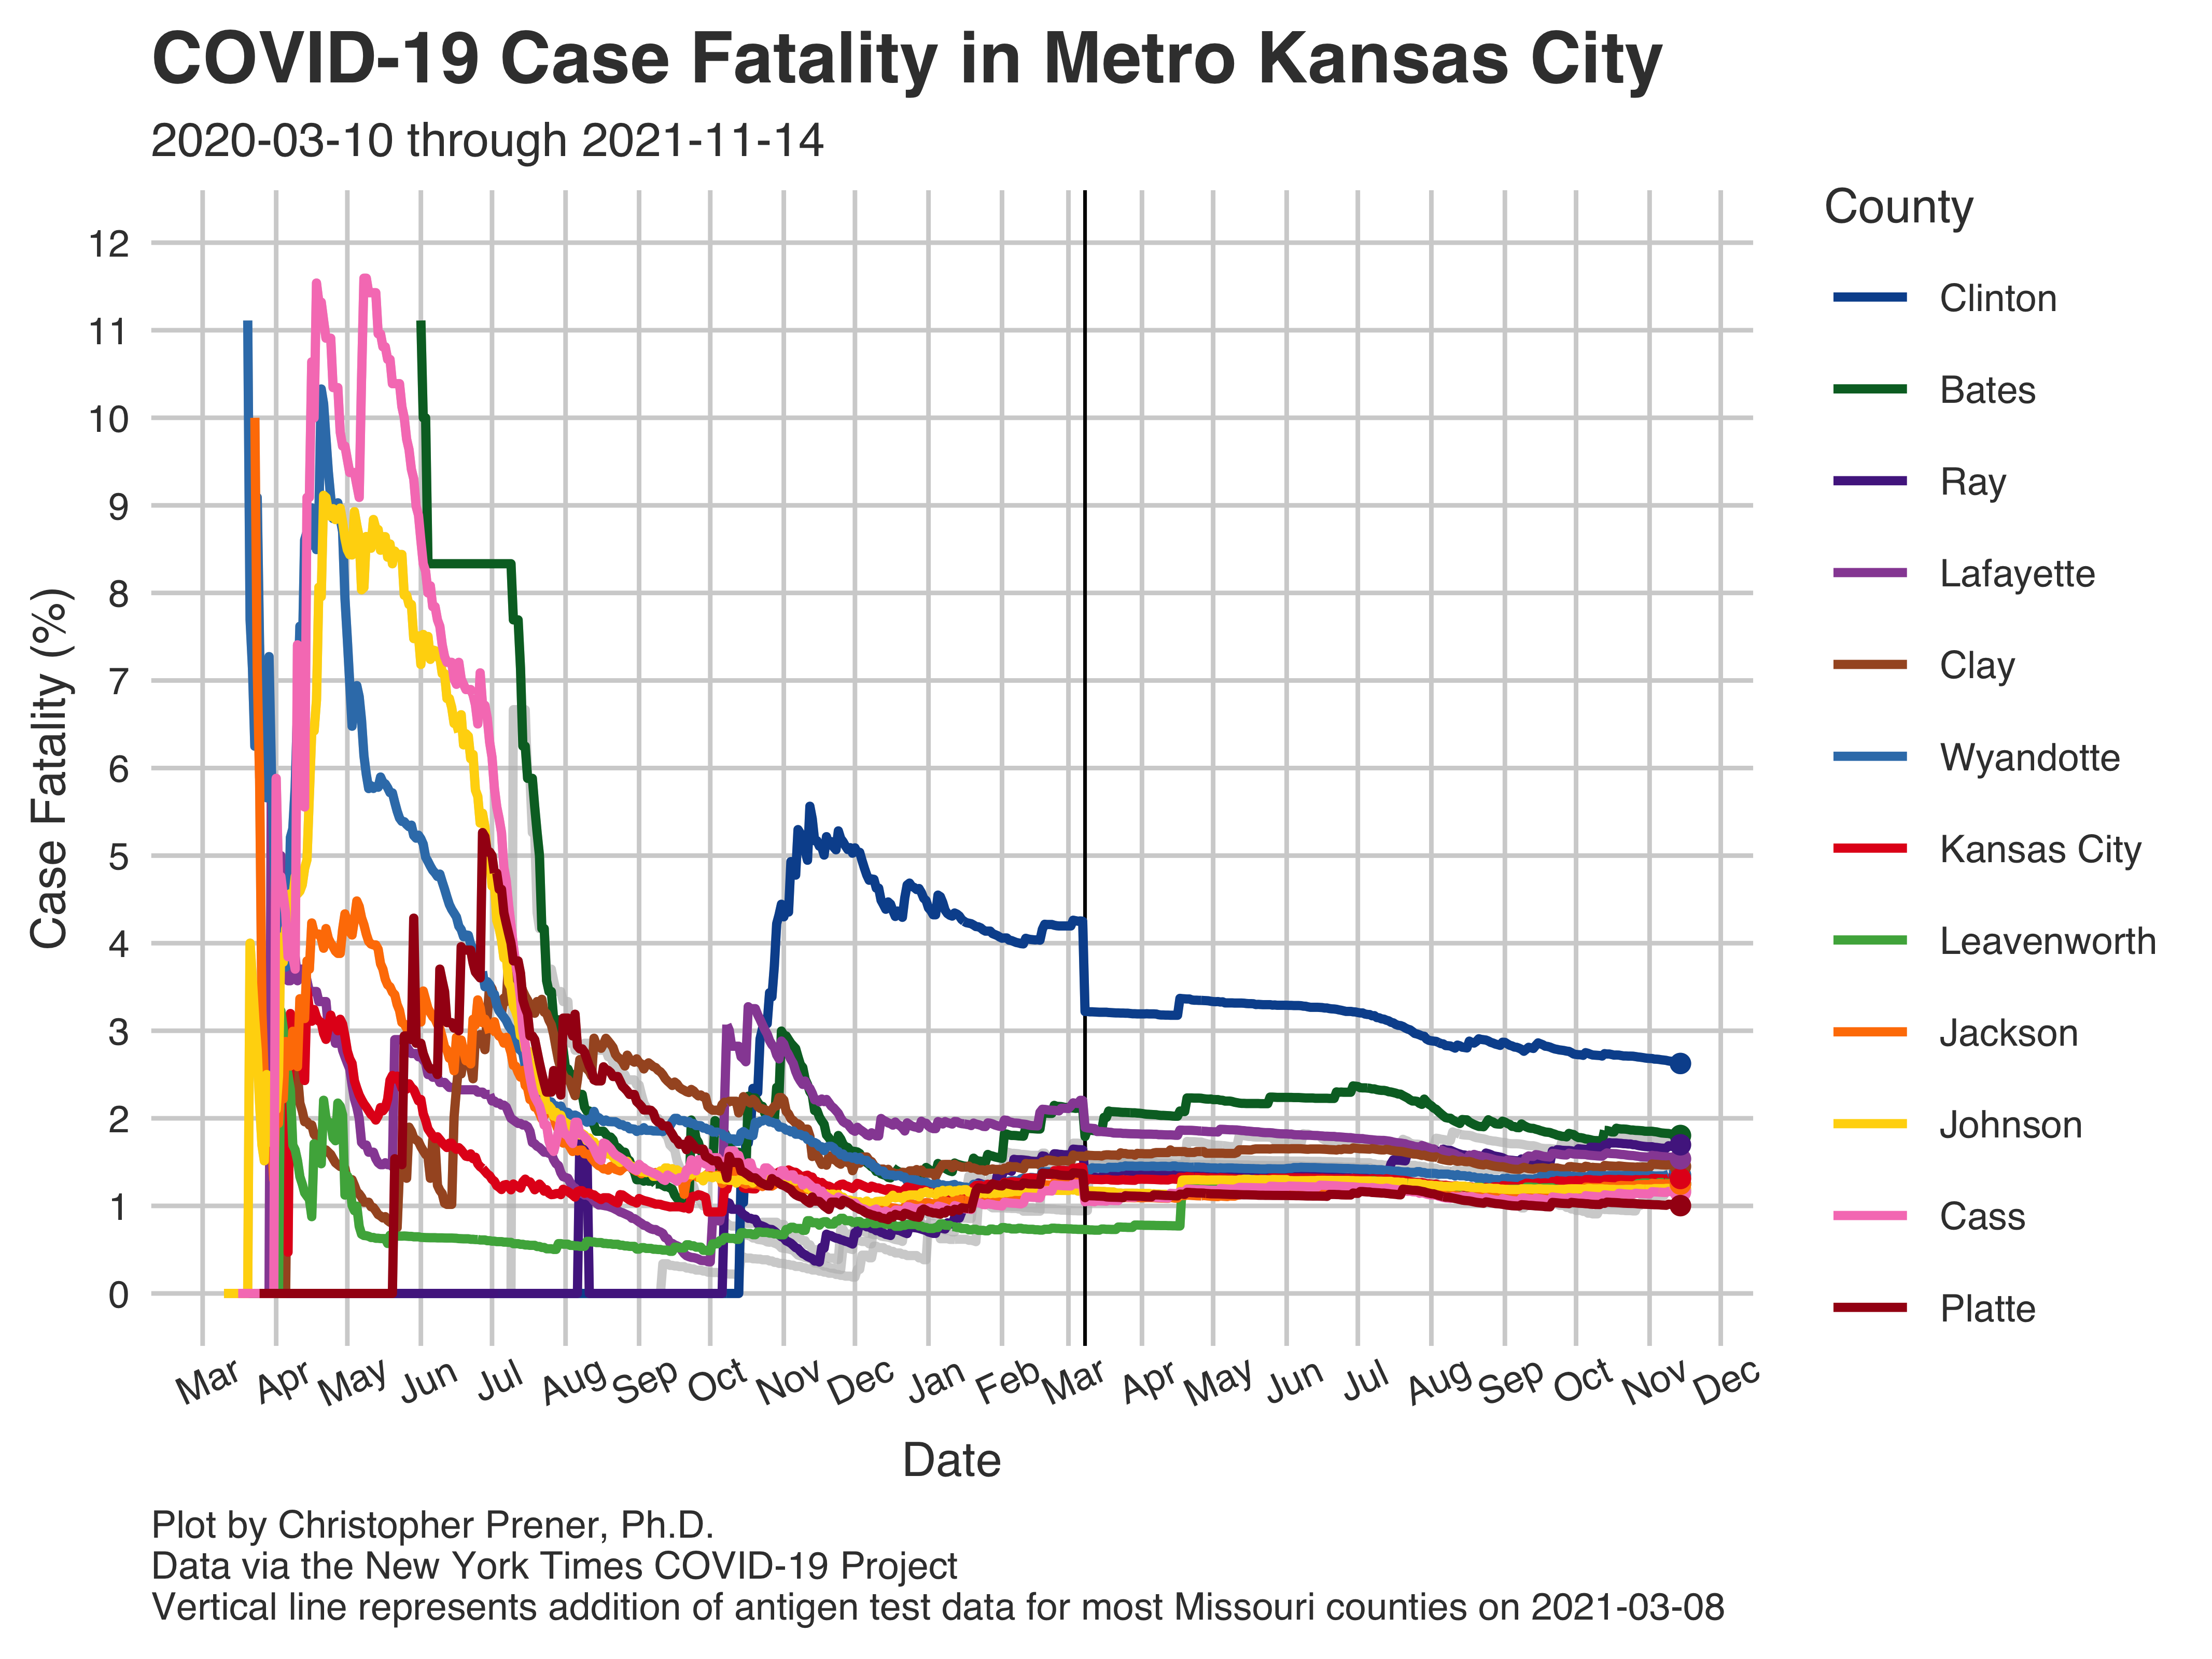 COVID-19 Case Fatality in Metro Kansas City
2020-03-10 through 2021-11-14
County
Clinton
Bates
Ray
Lafayette
Clay
Wyandotte
Kansas City
Leavenworth
Jackson
Johnson
Cass
Platte
Case Fatality (%)
12
11
10
9
8
7
6
5
4
3
2
1
0
Mar Apr May Jun Jul Aug Sep Oct Nov Dec Jan Feb Mar Apr May Jun Jul Aug Sep Oct Nov Dec
Date
Plot by Christopher Prener, Ph.D.
Data via the New York Times COVID-19 Project
Vertical line represents addition of antigen test data for most Missouri counties on 2021-03-08